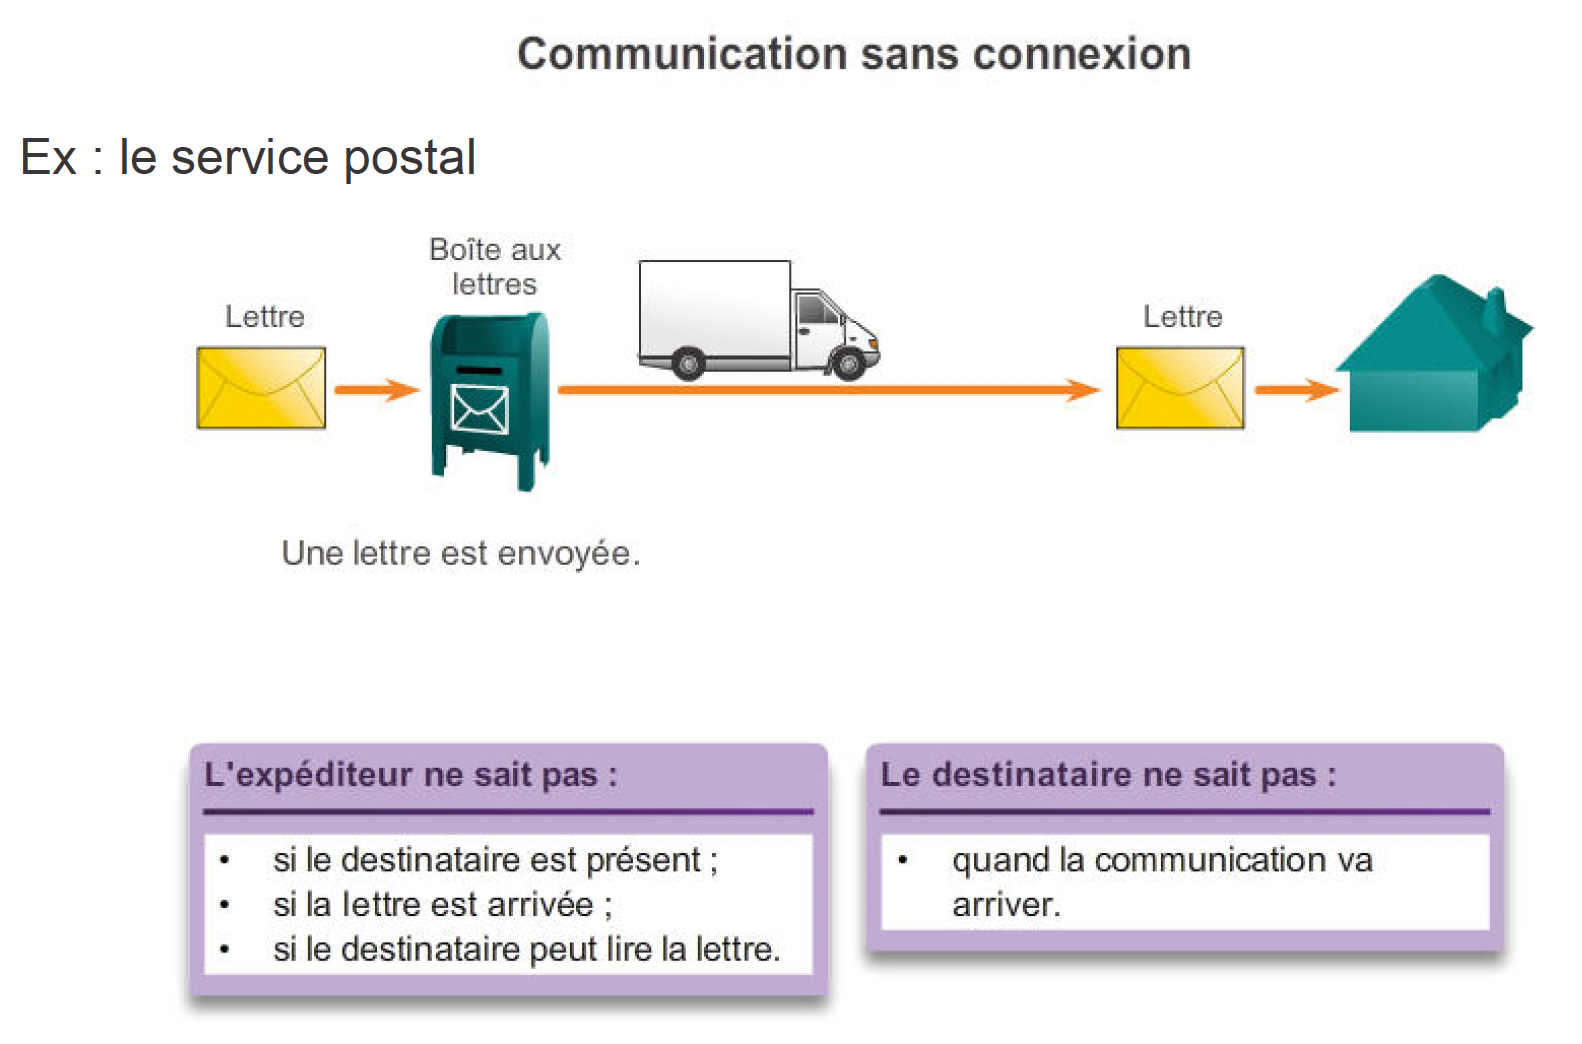 Communication sans connexion
Ex : le service postal
Boîte aux
lettres
Lettre
Lettre
Une lettre est envoyée.
L'expéditeur ne sait pas :
• si le destinataire est présent ;
• si la lettre est arrivée ;
• si le destinataire peut lire la lettre.
Le destinataire ne sait pas :
• quand la communication va
arriver.